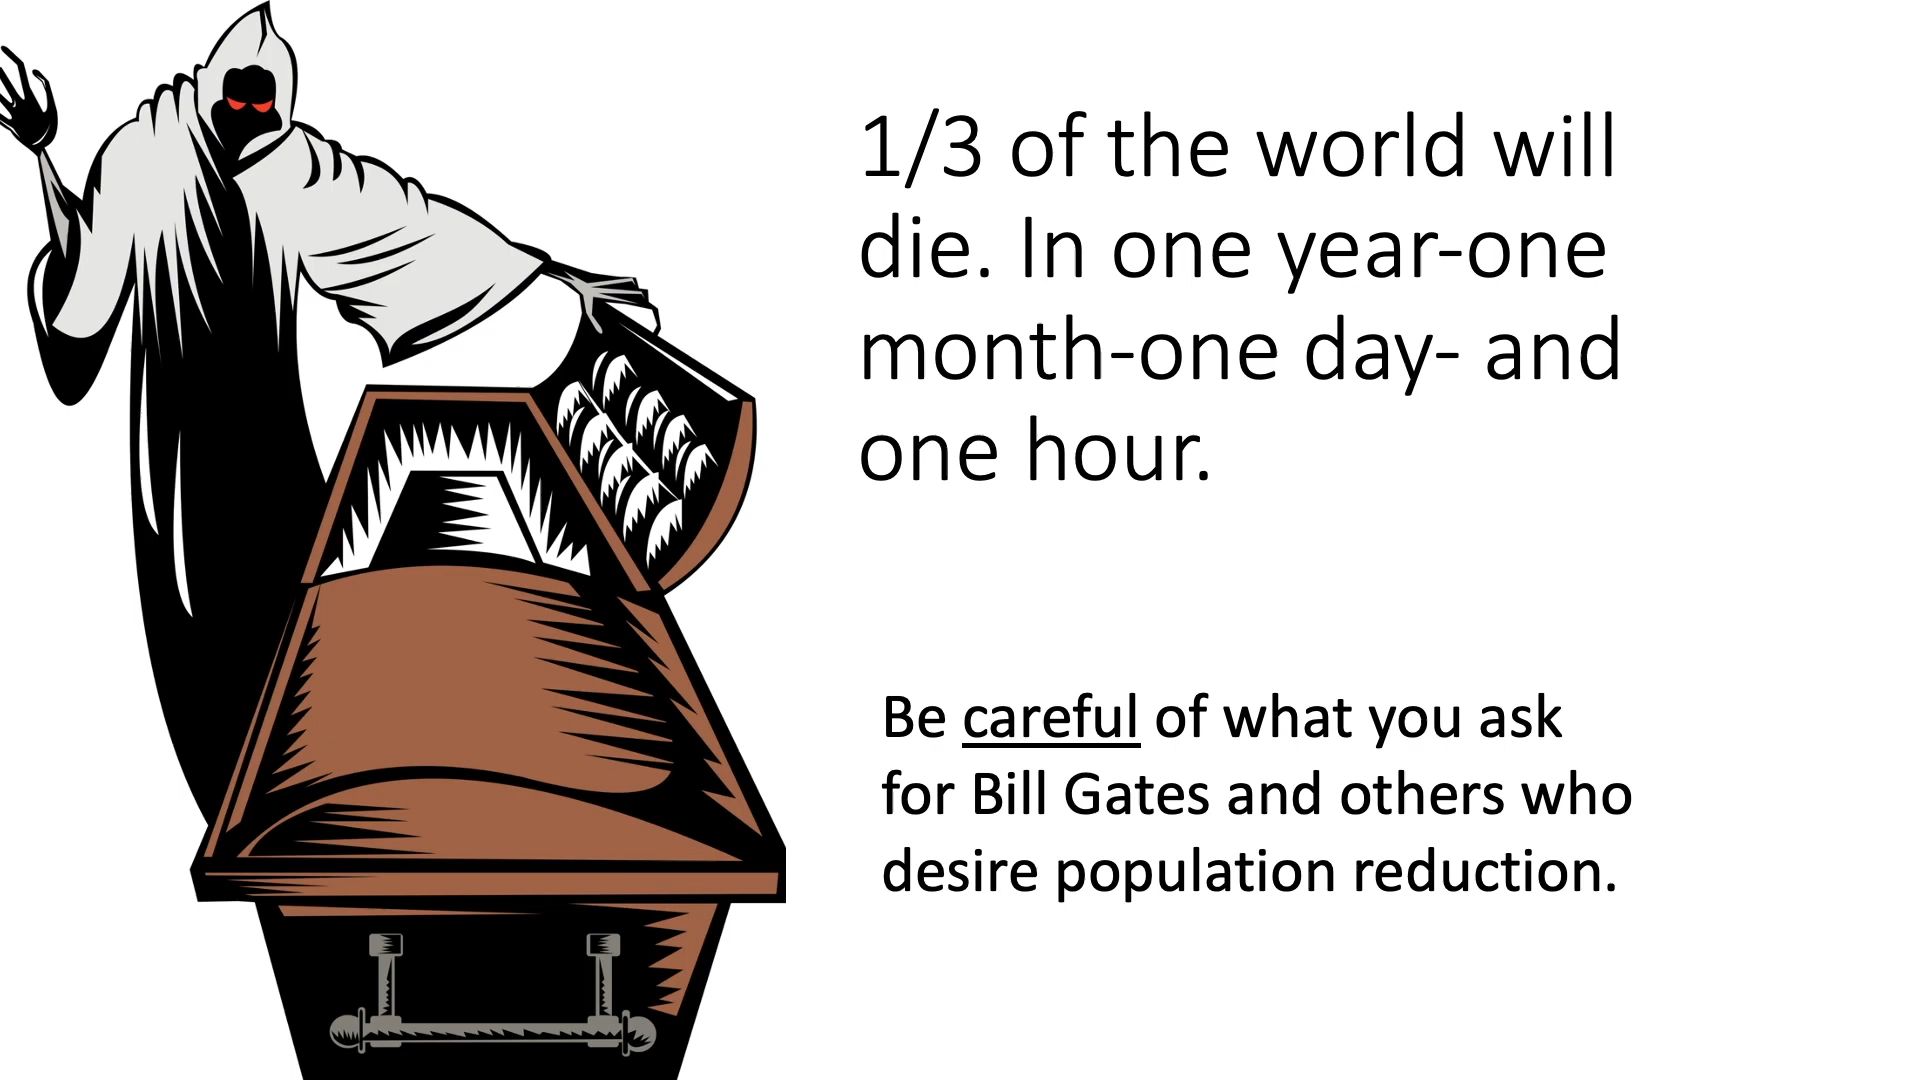 1/3 of the world will
die. In one year-one
month-one day- and
one hour.
Be careful of what you ask
for Bill Gates and others who
desire population reduction.